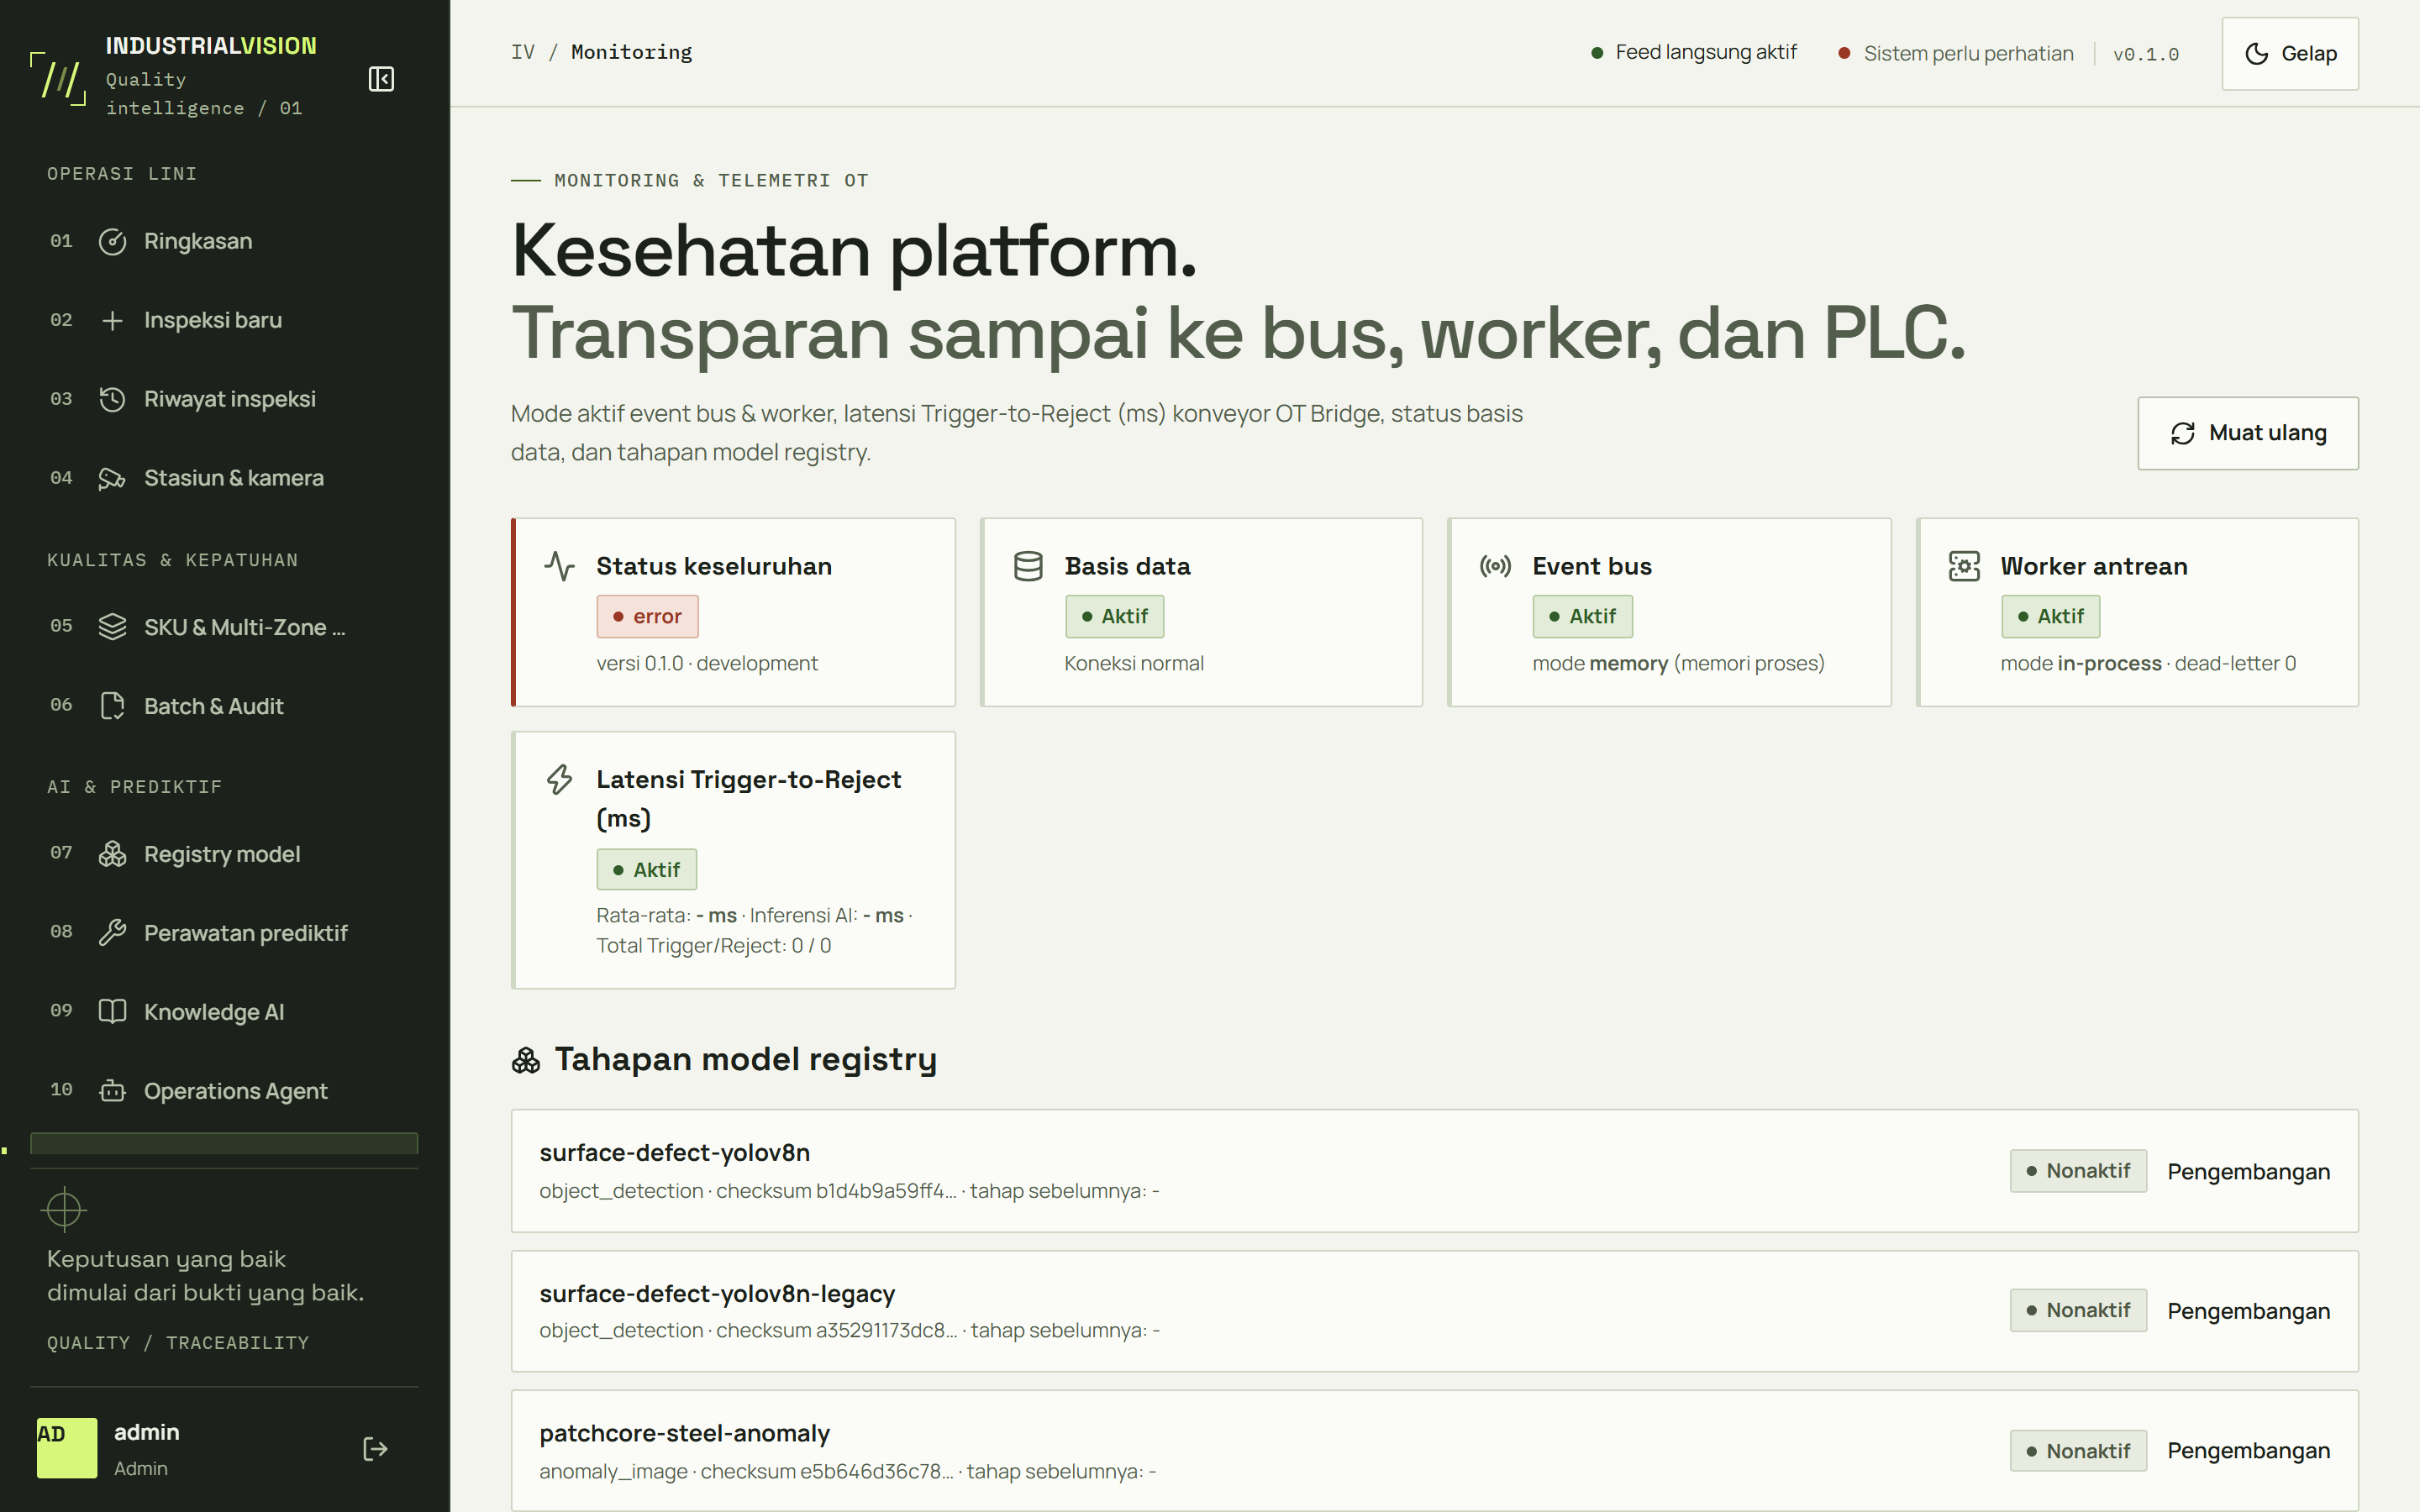 INDUSTRIALVISION
Quality
intelligence / 01
OPERASI LINI
01 Ringkasan
02 Inspeksi baru
03 Riwayat inspeksi
04 Stasiun & kamera
KUALITAS & KEPATUHAN
05 SKU & Multi-Zone ...
06 Batch & Audit
AI & PREDIKTIF
07 Registry model
08 Perawatan prediktif
09 Knowledge AI
10 Operations Agent
Keputusan yang baik
dimulai dari bukti yang baik.
QUALITY / TRACEABILITY
AD
admin
Admin
IV / Monitoring
Feed langsung aktif
Sistem perlu perhatian
v0.1.0
Gelap
MONITORING & TELEMETRI OT
Kesehatan platform.
Transparan sampai ke bus, worker, dan PLC.
Mode aktif event bus & worker, latensi Trigger-to-Reject (ms) konveyor OT Bridge, status basis
data, dan tahapan model registry.
Muat ulang
Status keseluruhan
error
versi 0.1.0 · development
Basis data
Aktif
Koneksi normal
Event bus
Aktif
mode memory (memori proses)
Worker antrean
Aktif
mode in-process · dead-letter 0
Latensi Trigger-to-Reject
(ms)
Aktif
Rata-rata: - ms · Inferensi AI: - ms ·
Total Trigger/Reject: 0 / 0
Tahapan model registry
surface-defect-yolov8n
object_detection · checksum b1d4b9a59ff4... · tahap sebelumnya: -
Nonaktif Pengembangan
surface-defect-yolov8n-legacy
object_detection · checksum a35291173dc8... · tahap sebelumnya: -
Nonaktif Pengembangan
patchcore-steel-anomaly
anomaly_image · checksum e5b646d36c78... · tahap sebelumnya: -
Nonaktif Pengembangan